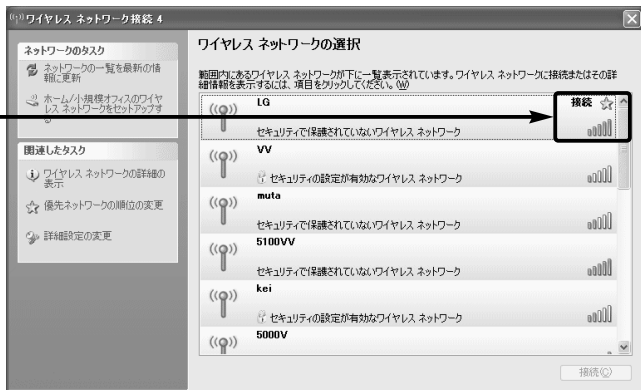 ワイヤレス ネットワーク接続 4
ネットワークのタスク
ネットワークの一覧を最新の情
報に更新
ホーム/小規模オフィスのワイヤ
レス ネットワークをセットアップす
る
関連したタスク
ワイヤレス ネットワークの詳細の
表示
優先ネットワークの順位の変更
詳細設定の変更
ワイヤレス ネットワークの選択
範囲内にあるワイヤレス ネットワークが下に一覧表示されています。ワイヤレス ネットワークに接続またはその詳
細情報を表示するには、項目をクリックしてください。(W)
LG
接続
セキュリティで保護されていないワイヤレス ネットワーク
VV
セキュリティの設定が有効なワイヤレス ネットワーク
muta
セキュリティで保護されていないワイヤレス ネットワーク
5100VV
セキュリティで保護されていないワイヤレス ネットワーク
kei
セキュリティの設定が有効なワイヤレス ネットワーク
5000V
接続(C)